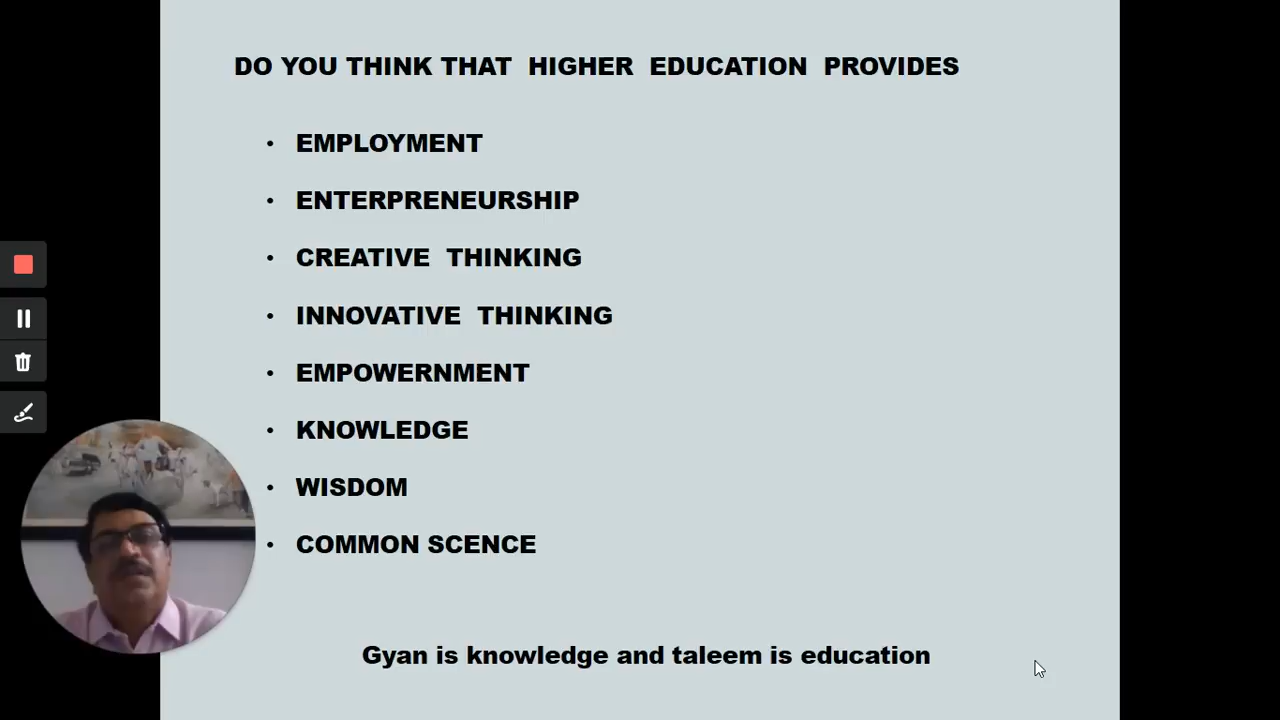 DO YOU THINK THAT HIGHER EDUCATION PROVIDES
• EMPLOYMENT
• ENTERPRENEURSHIP
• CREATIVE THINKING
• INNOVATIVE THINKING
• EMPOWERNMENT
• KNOWLEDGE
• WISDOM
• COMMON SCENCE
Gyan is knowledge and taleem is education